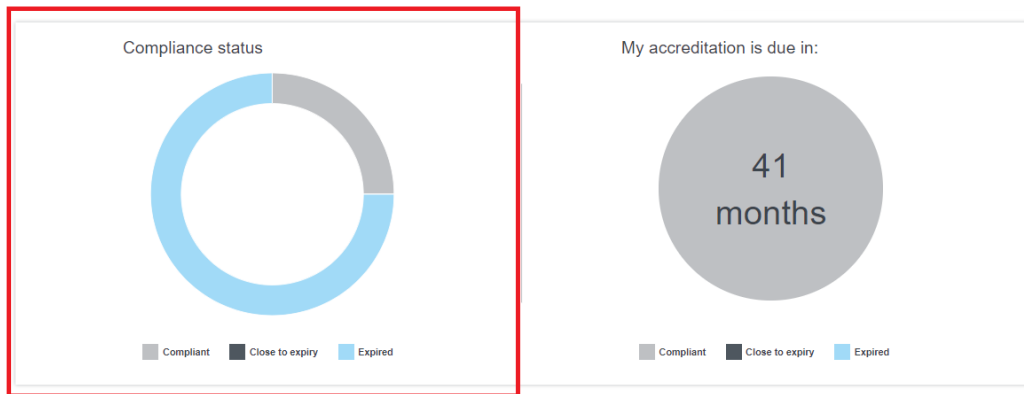 Compliance status
My accreditation is due in:
41
months
Compliant Close to expiry Expired
Compliant Close to expiry Expired